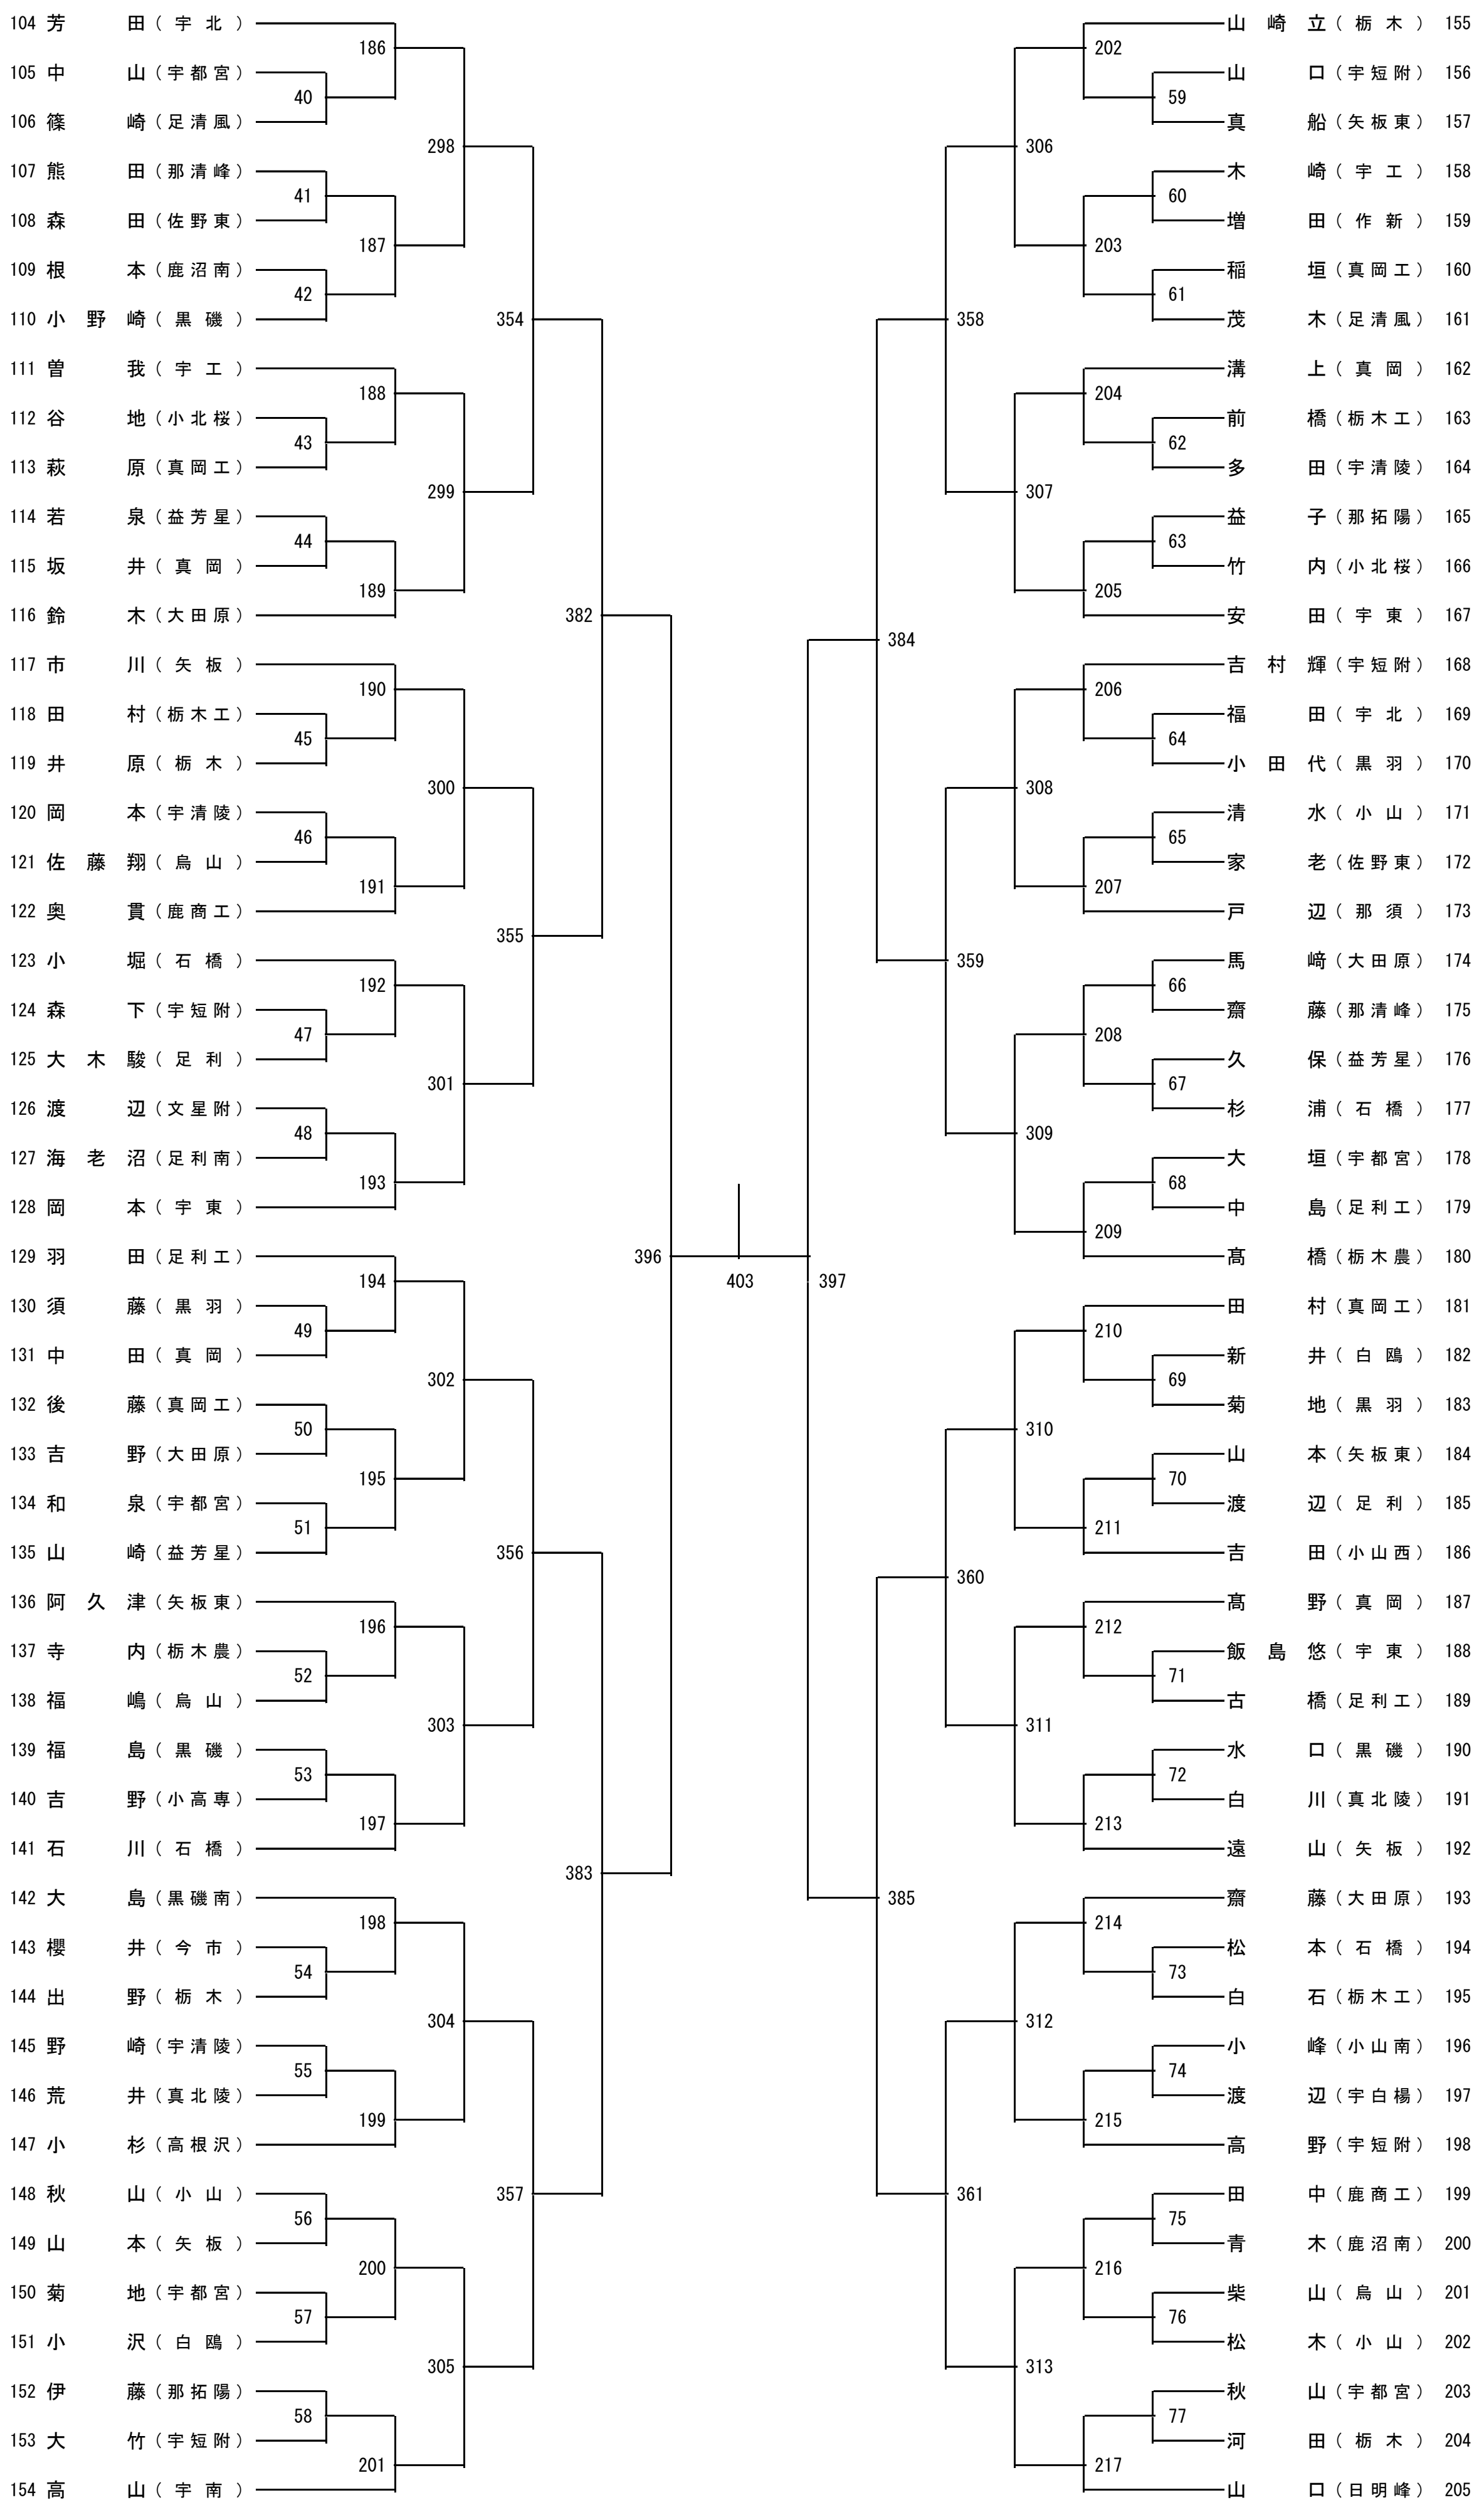 104 芳田（宇北）
105 中山（宇都宮）
106 篠崎（足清風）
107 熊田（那清峰）
108 森田（佐野東）
109 根本（鹿沼南）
110 小野崎（黒磯）
111 曽我（宇工）
112 谷地（小北桜）
113 萩原（真岡工）
114 若泉（益芳星）
115 坂井（真岡）
116 鈴木（大田原）
117 市川（矢板）
118 田村（栃木工）
119 井原（栃木）
120 岡本（宇清陵）
121 佐藤翔（烏山）
122 奥貫（鹿商工）
123 小堀（石橋）
124 森下（宇短附）
125 大木駿（足利）
126 渡辺（文星附）
127 海老沼（足利南）
128 岡本（宇東）
129 羽田（足利工）
130 須藤（黒羽）
131 中田（真岡）
132 後藤（真岡工）
133 吉野（大田原）
134 和泉（宇都宮）
135 山崎（益芳星）
136 阿久津（矢板東）
137 寺内（栃木農）
138 福嶋（烏山）
139 福島（黒磯）
140 吉野（小高専）
141 石川（石橋）
142 大島（黒磯南）
143 櫻井（今市）
144 出野（栃木）
145 野崎（宇清陵）
146 荒井（真北陵）
147 小杉（高根沢）
148 秋山（小山）
149 山本（矢板）
150 菊地（宇都宮）
151 小沢（白鴎）
152 伊藤（那拓陽）
153 大竹（宇短附）
154 高山（宇南）
40
41
42
43
44
45
46
47
48
49
50
51
52
53
54
55
56
57
58
186
187
188
189
190
191
192
193
194
195
196
197
198
199
200
201
298
299
300
301
302
303
304
305
354
355
356
357
382
383
396
403
397
384
385
358
359
360
361
306
307
308
309
310
311
312
313
202
203
204
205
206
207
208
209
210
211
212
213
214
215
216
217
59
60
61
62
63
64
65
66
67
68
69
70
71
72
73
74
75
76
77
山崎立（栃木） 155
山口（宇短附） 156
真船（矢板東） 157
木崎（宇工） 158
増田（作新） 159
稲垣（真岡工） 160
茂木（足清風） 161
溝上（真岡） 162
前橋（栃木工） 163
多田（宇清陵） 164
益子（那拓陽） 165
竹内（小北桜） 166
安田（宇東） 167
吉村輝（宇短附） 168
福田（宇北） 169
小田代（黒羽） 170
清水（小山） 171
家老（佐野東） 172
戸辺（那須） 173
馬﨑（大田原） 174
齋藤（那清峰） 175
久保（益芳星） 176
杉浦（石橋） 177
大垣（宇都宮） 178
中島（足利工） 179
髙橋（栃木農） 180
田村（真岡工） 181
新井（白鴎） 182
菊地（黒羽） 183
山本（矢板東） 184
渡辺（足利） 185
吉田（小山西） 186
髙野（真岡） 187
飯島悠（宇東） 188
古橋（足利工） 189
水口（黒磯） 190
白川（真北陵） 191
遠山（矢板） 192
齋藤（大田原） 193
松本（石橋） 194
白石（栃木工） 195
小峰（小山南） 196
渡辺（宇白楊） 197
高野（宇短附） 198
田中（鹿商工） 199
青木（鹿沼南） 200
柴山（烏山） 201
松木（小山） 202
秋山（宇都宮） 203
河田（栃木） 204
山口（日明峰） 205